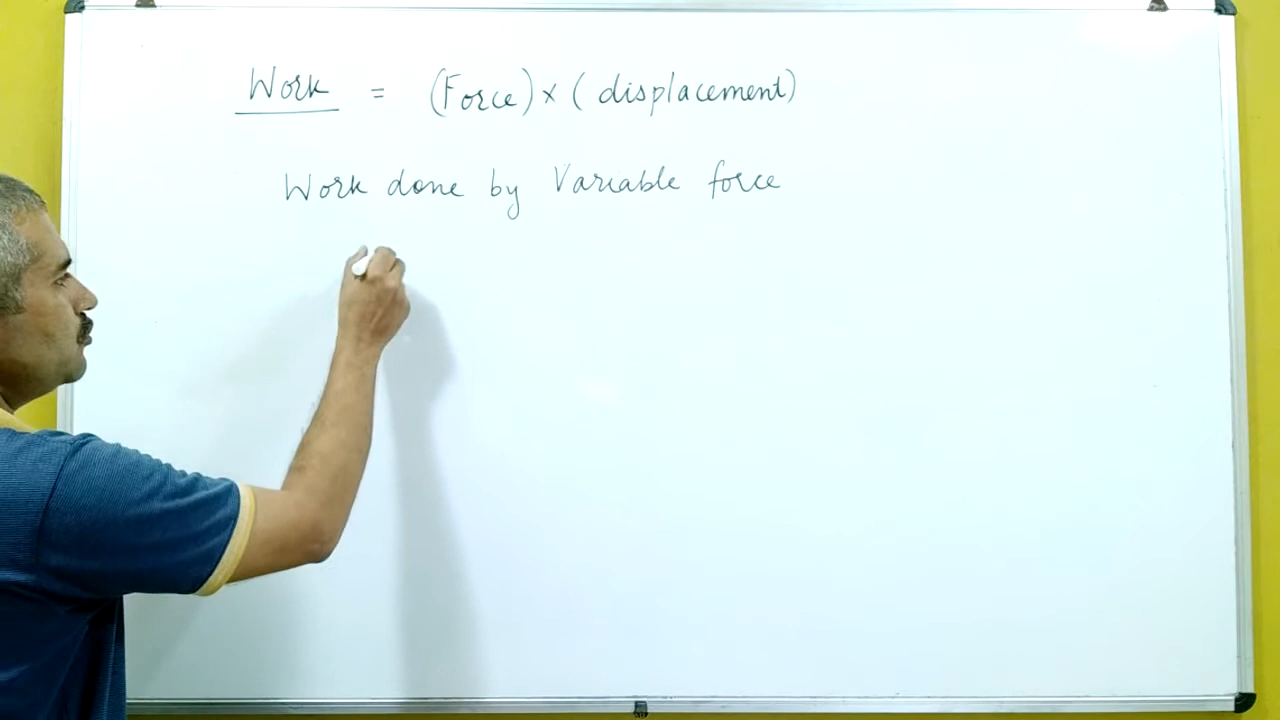 Work = (Force) × ( displacement)
Work done by Variable force